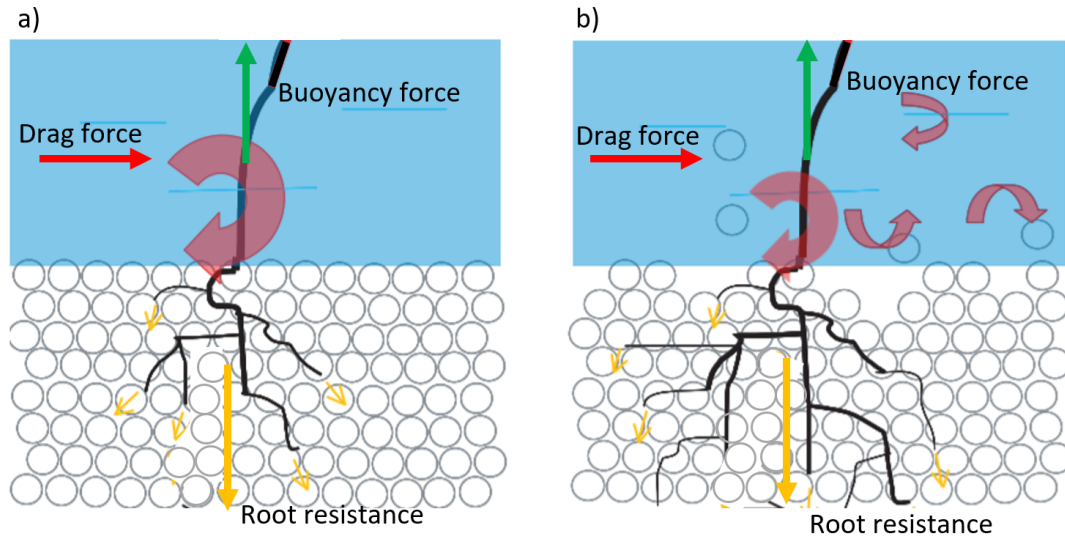 a)
Buoyancy force
Drag force
Root resistance
b)
Buoyancy force
Drag force
Root resistance